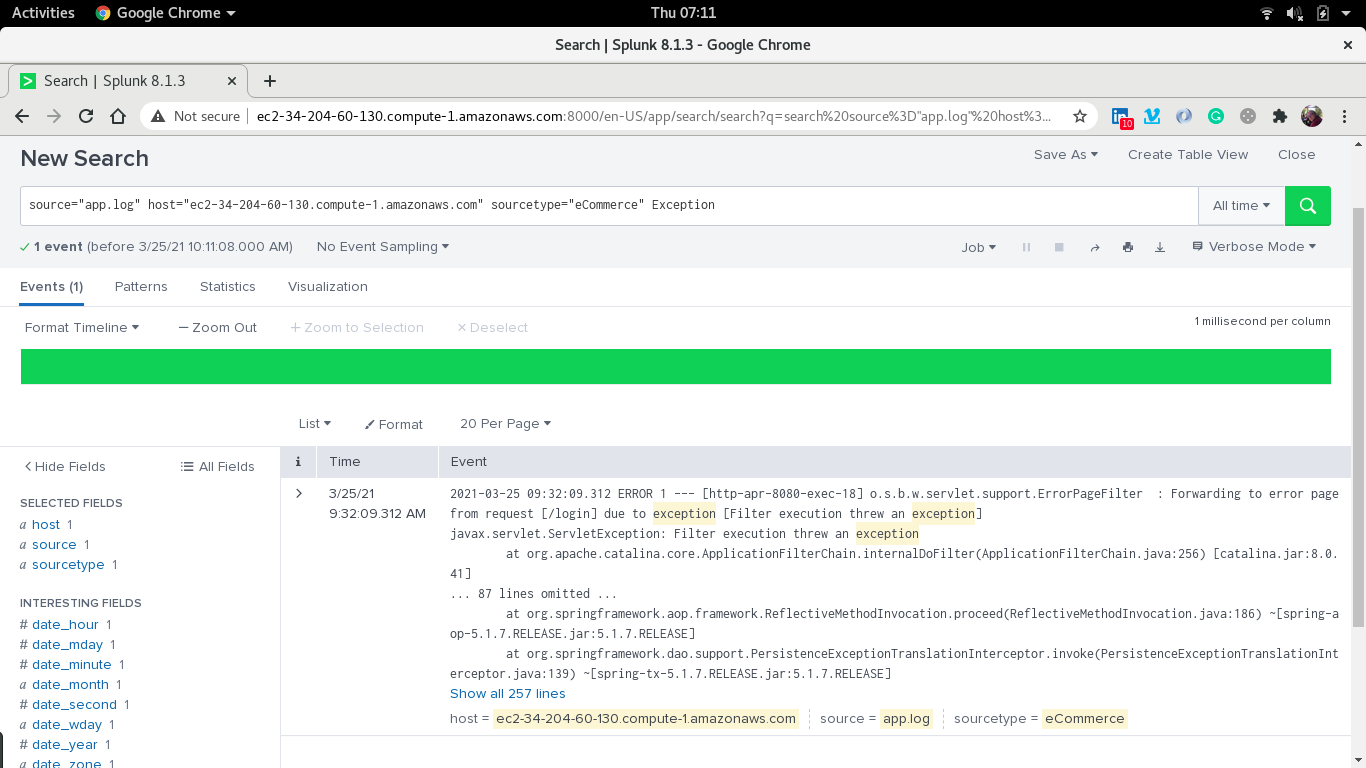 Activities Google Chrome Thu 07:11
Search | Splunk 8.1.3 - Google Chrome
Search | Splunk 8.1.3
Not secure ec2-34-204-60-130.compute-1.amazonaws.com:8000/en-US/app/search/search?q=search%20source%3D"app.log"%20host%3... 10
New Search Save As Create Table View Close
source="app.log" host="ec2-34-204-60-130.compute-1.amazonaws.com" sourcetype="eCommerce" Exception All time
1 event (before 3/25/21 10:11:08.000 AM) No Event Sampling Job Verbose Mode
Events (1) Patterns Statistics Visualization
Format Timeline — Zoom Out + Zoom to Selection × Deselect 1 millisecond per column
List Format 20 Per Page
Hide Fields All Fields
SELECTED FIELDS
a host 1
a source 1
a sourcetype 1
INTERESTING FIELDS
# date_hour 1
# date_mday 1
# date_minute 1
a date_month 1
# date_second 1
a date_wday 1
# date_year 1
a date_zone 1
i Time Event
3/25/21
9:32:09.312 AM
2021-03-25 09:32:09.312 ERROR 1 --- [http-apr-8080-exec-18] o.s.b.w.servlet.support.ErrorPageFilter : Forwarding to error page
from request [/login] due to exception [Filter execution threw an exception]
javax.servlet.ServletException: Filter execution threw an exception
at org.apache.catalina.core.ApplicationFilterChain.internalDoFilter(ApplicationFilterChain.java:256) [catalina.jar:8.0.
41]
... 87 lines omitted ...
at org.springframework.aop.framework.ReflectiveMethodInvocation.proceed(ReflectiveMethodInvocation.java:186) ~[spring-a
op-5.1.7.RELEASE.jar:5.1.7.RELEASE]
at org.springframework.dao.support.PersistenceExceptionTranslationInterceptor.invoke(PersistenceExceptionTranslationInt
erceptor.java:139) ~[spring-tx-5.1.7.RELEASE.jar:5.1.7.RELEASE]
Show all 257 lines
host = ec2-34-204-60-130.compute-1.amazonaws.com source = app.log sourcetype = eCommerce